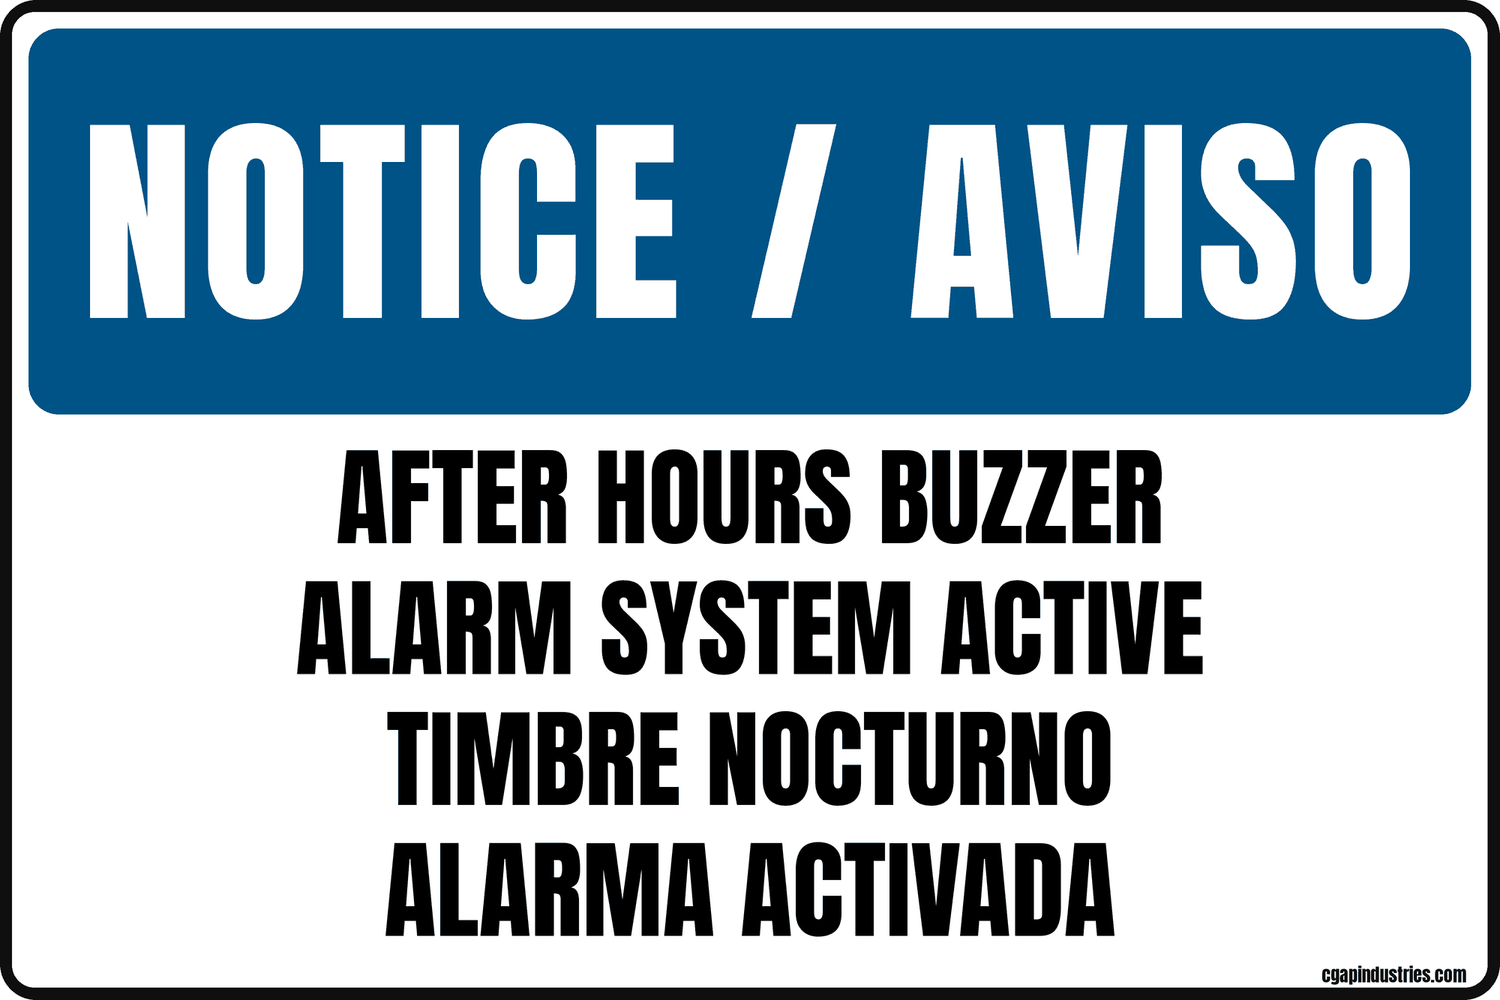 NOTICE / AVISO
AFTER HOURS BUZZER
ALARM SYSTEM ACTIVE
TIMBRE NOCTURNO
ALARMA ACTIVADA
cgapindustries.com